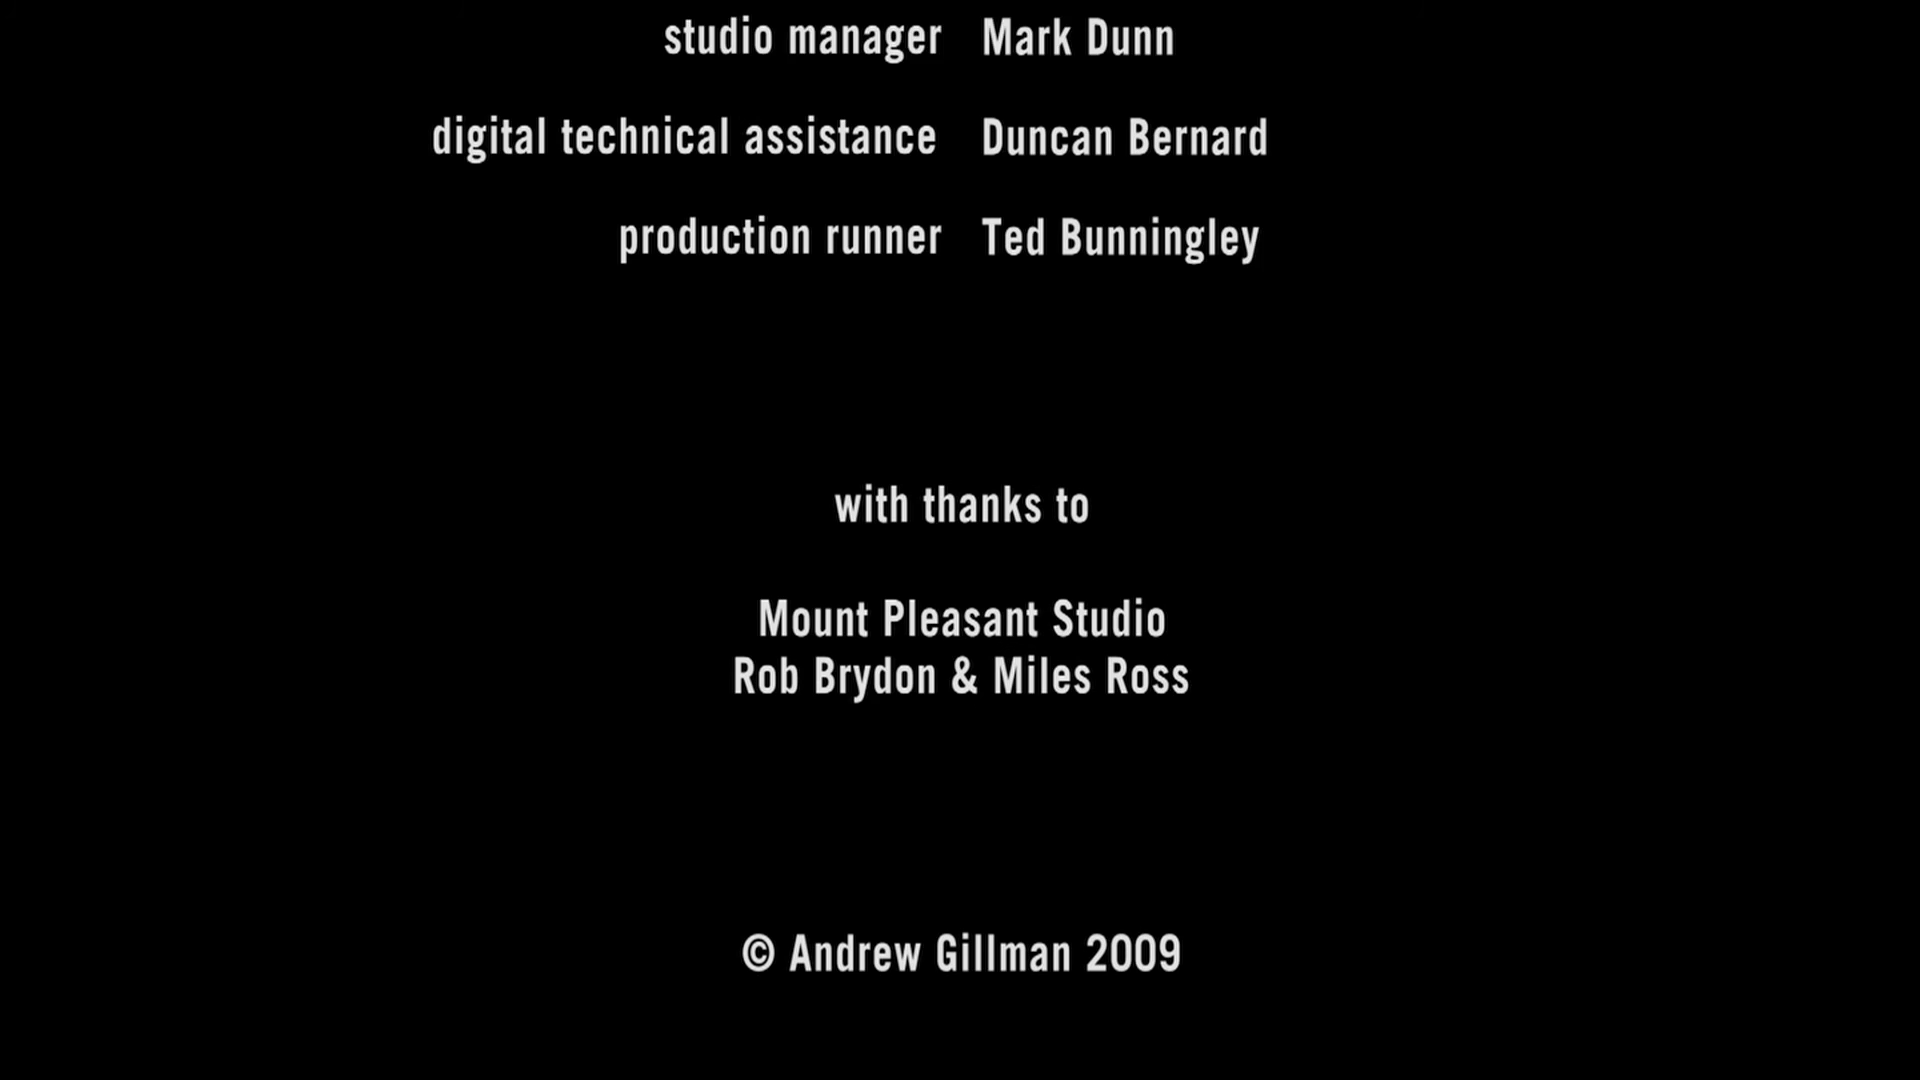 studio manager Mark Dunn
digital technical assistance Duncan Bernard
production runner Ted Bunningley
with thanks to
Mount Pleasant Studio
Rob Brydon & Miles Ross
© Andrew Gillman 2009